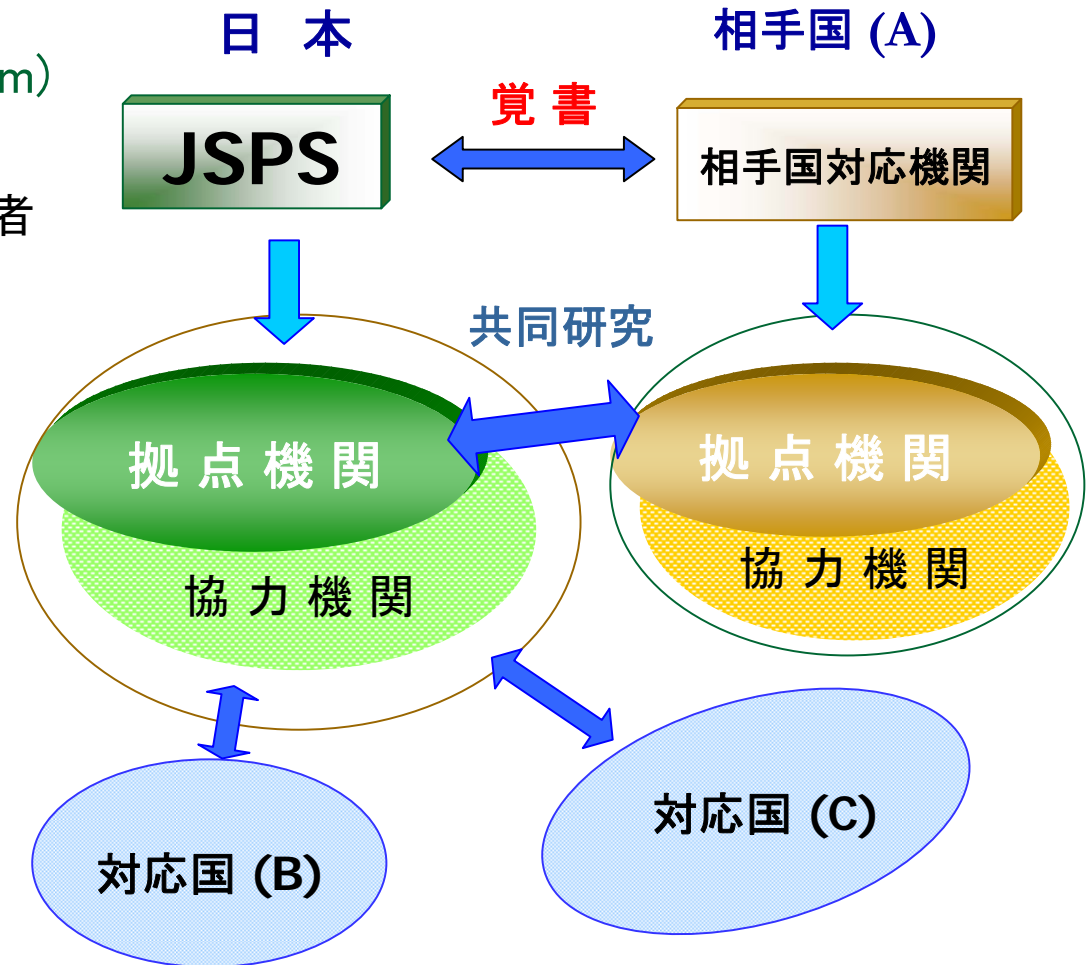 日 本
相手国 (A)
m）
覚 書
JSPS
相手国対応機関
者
共同研究
拠 点 機 関
拠 点 機 関
協 力 機 関
協 力 機 関
対応国 (C)
対応国 (B)